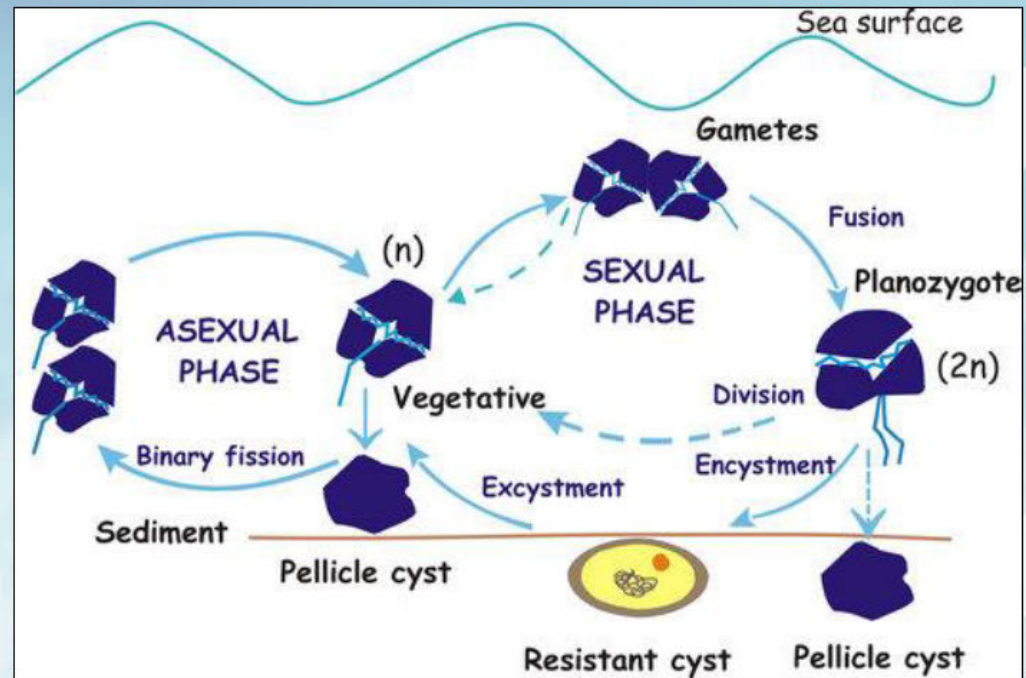 Sea surface
Gametes
Fusion
(n)
SEXUAL
PHASE
Planozygote
ASEXUAL
PHASE
(2n)
Vegetative
Division
Binary fission
Encystment
Excystment
Sediment
Pellicle cyst
Resistant cyst
Pellicle cyst